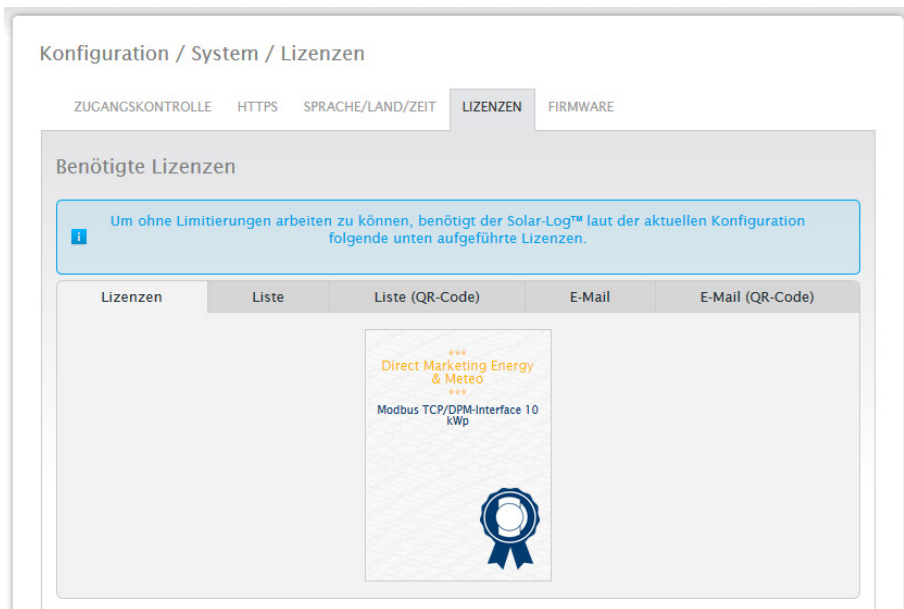 Konfiguration / System / Lizenzen
ZUGANGSKONTROLLE HTTPS SPRACHE/LAND/ZEIT LIZENZEN FIRMWARE
Benötigte Lizenzen
i
Um ohne Limitierungen arbeiten zu können, benötigt der Solar-Log™ laut der aktuellen Konfiguration
folgende unten aufgeführte Lizenzen.
Lizenzen Liste Liste (QR-Code) E-Mail E-Mail (QR-Code)
***
Direct Marketing Energy
& Meteo
***
Modbus TCP/DPM-Interface 10
kWp